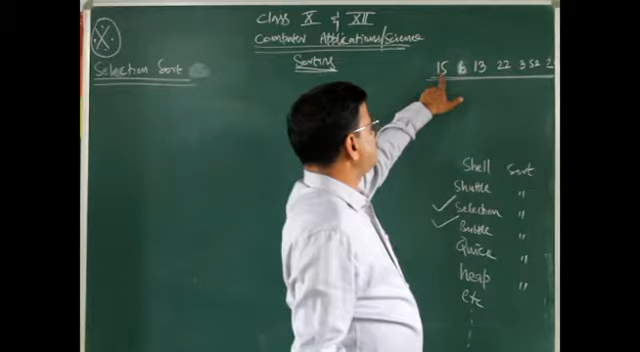 X
Class X & XII
Computer Applications/Science
Sorting
Selection Sort
15 6 13 22 3 52 2
Shell Sort
Shuttle "
Selection "
Bubble "
Quick "
heap "
etc